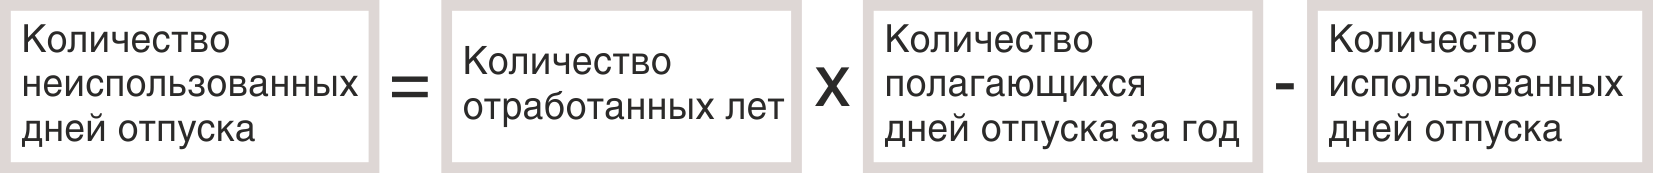 Количество
неиспользованных
дней отпуска
=
Количество
отработанных лет
х
Количество
полагающихся
дней отпуска за год
-
Количество
использованных
дней отпуска